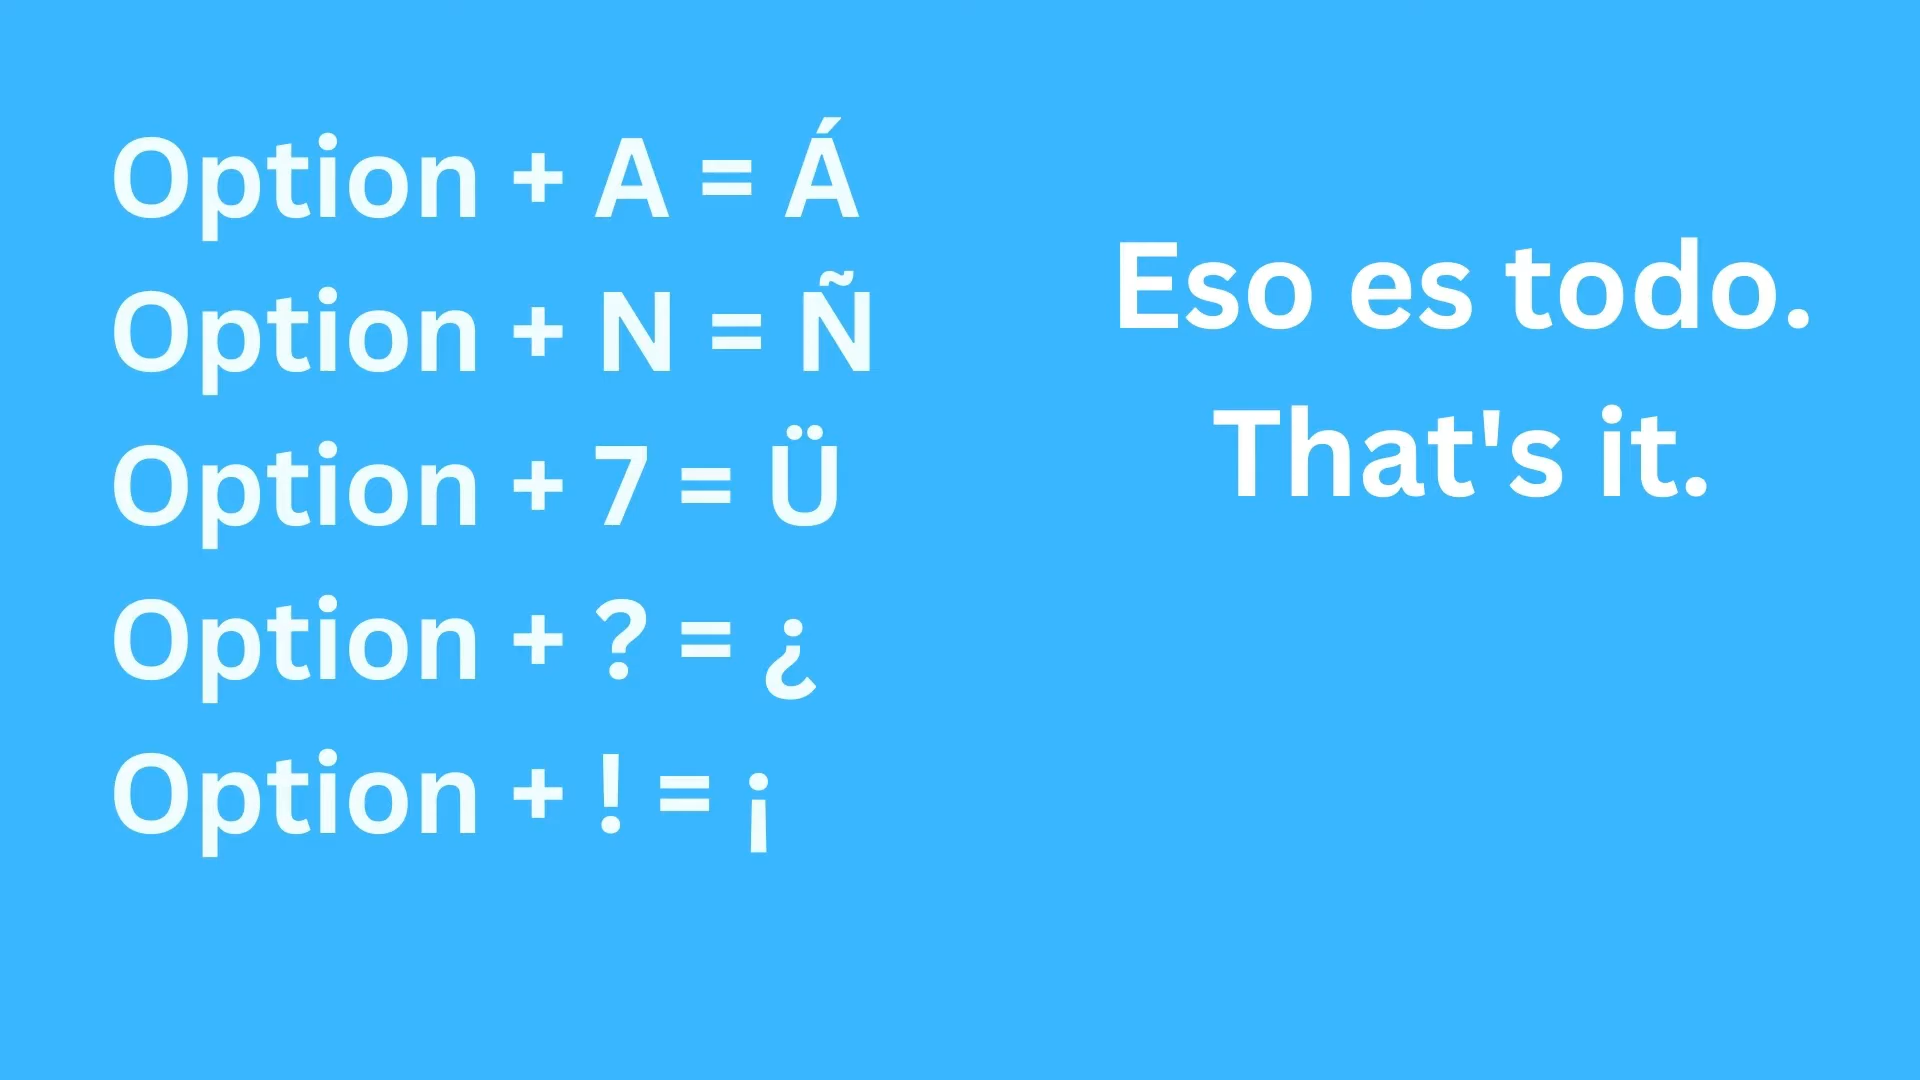 Option + A = Á
Option + N = Ñ
Option + 7 = Ü
Option + ? = ¿
Option + ! = ¡
Eso es todo.
That's it.